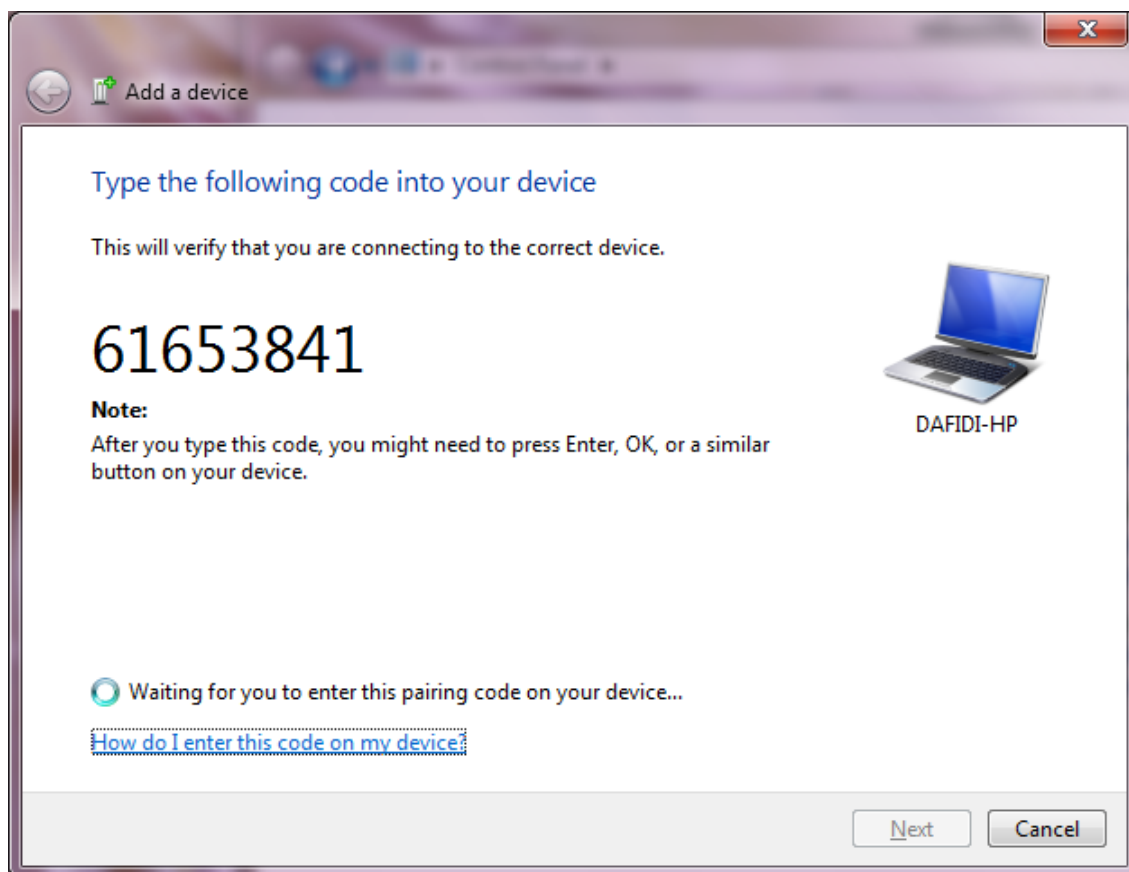 Add a device
Type the following code into your device
This will verify that you are connecting to the correct device.
61653841
Note:
After you type this code, you might need to press Enter, OK, or a similar
button on your device.
DAFIDI-HP
Waiting for you to enter this pairing code on your device...
How do I enter this code on my device?
Next
Cancel